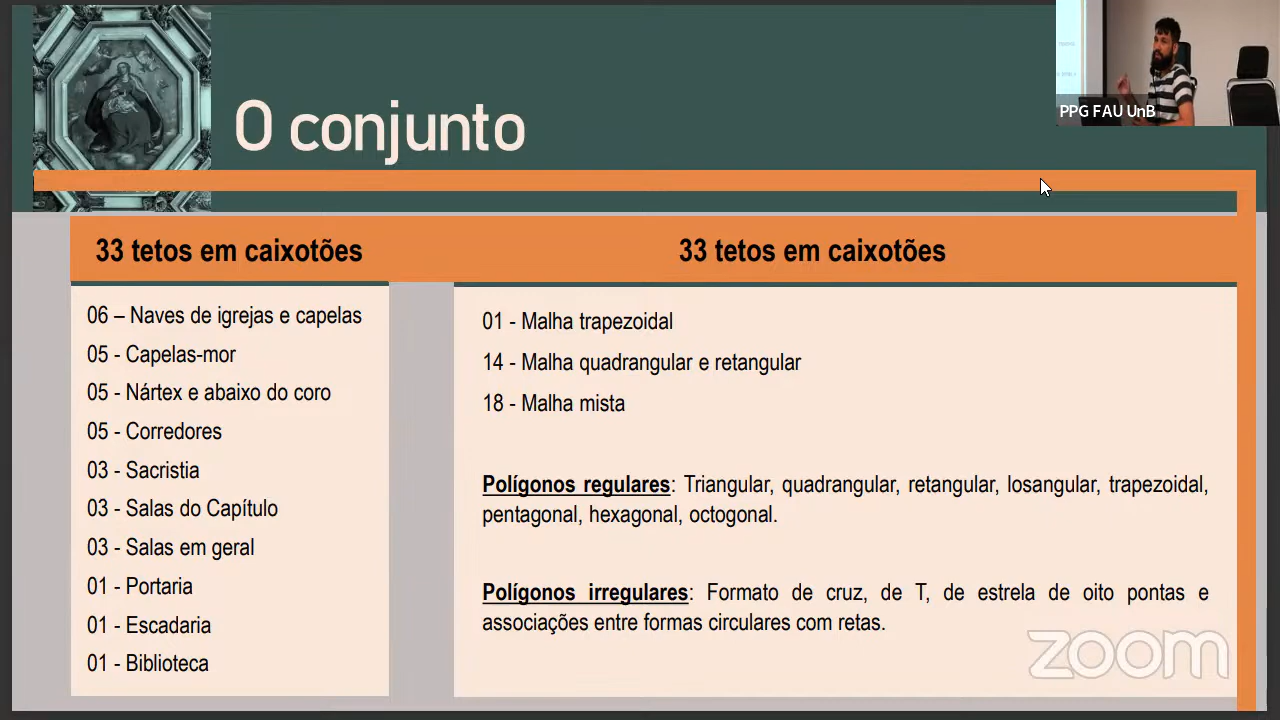 O conjunto
PPG FAU UnB
33 tetos em caixotões
06 – Naves de igrejas e capelas
05 - Capelas-mor
05 - Nártex e abaixo do coro
05 - Corredores
03 - Sacristia
03 - Salas do Capítulo
03 - Salas em geral
01 - Portaria
01 - Escadaria
01 - Biblioteca
33 tetos em caixotões
01 - Malha trapezoidal
14 - Malha quadrangular e retangular
18 - Malha mista
Polígonos regulares: Triangular, quadrangular, retangular, losangular, trapezoidal,
pentagonal, hexagonal, octogonal.
Polígonos irregulares: Formato de cruz, de T, de estrela de oito pontas e
associações entre formas circulares com retas.
zoom